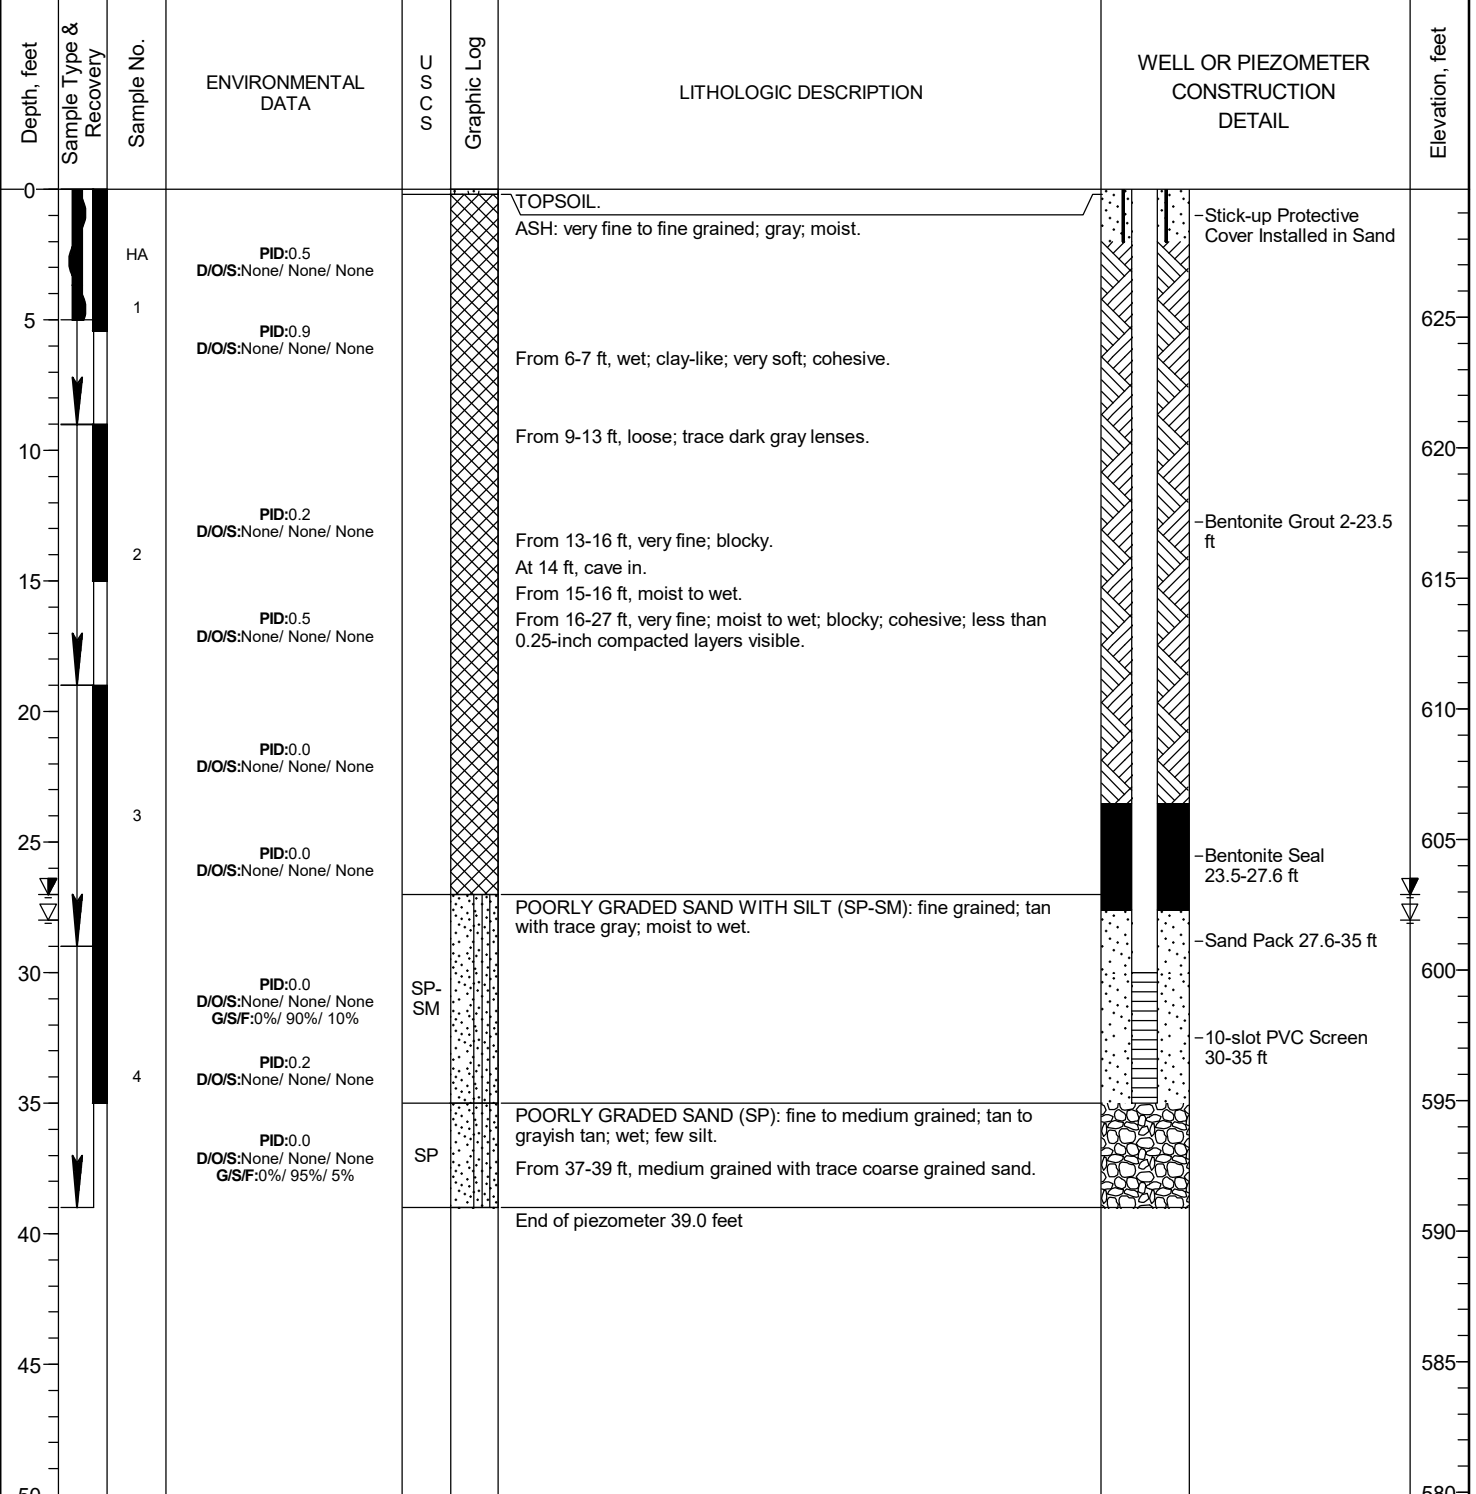 Depth, feet
Sample Type &
Recovery
Sample No.
ENVIRONMENTAL
DATA
U
S
C
S
Graphic Log
LITHOLOGIC DESCRIPTION
WELL OR PIEZOMETER
CONSTRUCTION
DETAIL
Elevation, feet
0
TOPSOIL.
Stick-up Protective
Cover Installed in Sand
ASH: very fine to fine grained; gray; moist.
HA
PID:0.5
D/O/S:None/ None/ None
1
5
625
PID:0.9
D/O/S:None/ None/ None
From 6-7 ft, wet; clay-like; very soft; cohesive.
From 9-13 ft, loose; trace dark gray lenses.
10
620
PID:0.2
D/O/S:None/ None/ None
Bentonite Grout 2-23.5
ft
From 13-16 ft, very fine; blocky.
2
At 14 ft, cave in.
15
615
From 15-16 ft, moist to wet.
PID:0.5
D/O/S:None/ None/ None
From 16-27 ft, very fine; moist to wet; blocky; cohesive; less than
0.25-inch compacted layers visible.
20
610
PID:0.0
D/O/S:None/ None/ None
3
25
605
PID:0.0
D/O/S:None/ None/ None
Bentonite Seal
23.5-27.6 ft
POORLY GRADED SAND WITH SILT (SP-SM): fine grained; tan
with trace gray; moist to wet.
Sand Pack 27.6-35 ft
30
600
PID:0.0
D/O/S:None/ None/ None
G/S/F:0%/ 90%/ 10%
SP-
SM
10-slot PVC Screen
30-35 ft
PID:0.2
D/O/S:None/ None/ None
4
35
595
POORLY GRADED SAND (SP): fine to medium grained; tan to
grayish tan; wet; few silt.
PID:0.0
D/O/S:None/ None/ None
G/S/F:0%/ 95%/ 5%
SP
From 37-39 ft, medium grained with trace coarse grained sand.
End of piezometer 39.0 feet
40
590
45
585
50
580